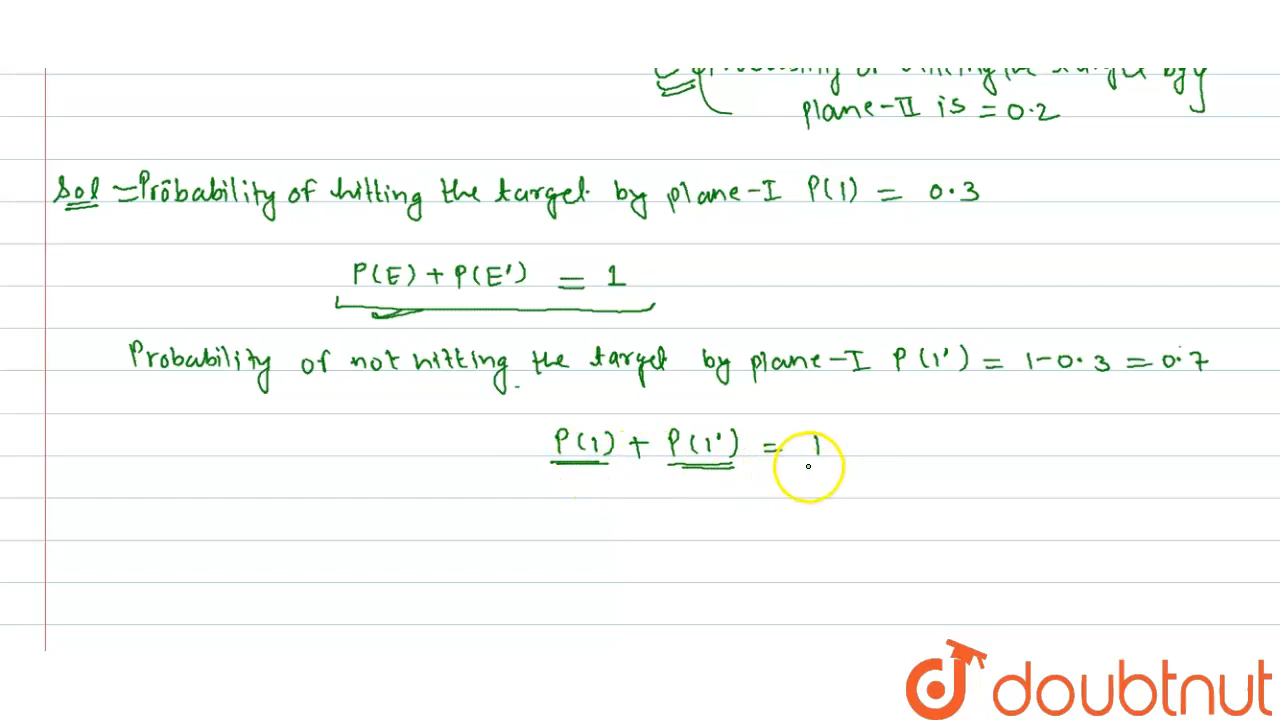 plane-II is = 0.2
Sol = Probability of hitting the target by plane-I P(1) = 0.3
P(E) + P(E') = 1
Probability of not hitting the target by plane-I P(1') = 1-0.3 = 0.7
P(1) + P(1') = 1
doubtnut